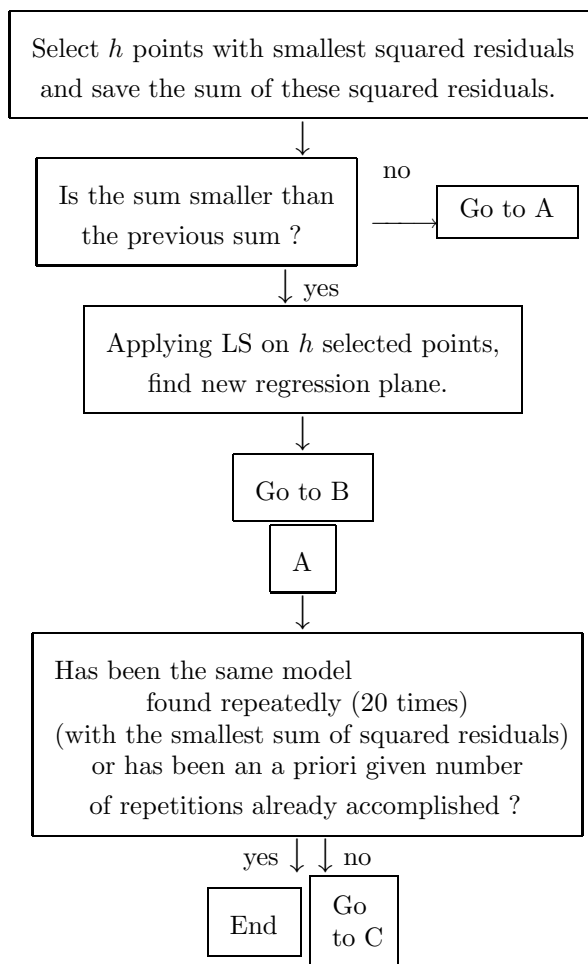 Select h points with smallest squared residuals
and save the sum of these squared residuals.
Is the sum smaller than
the previous sum ?
no
Go to A
yes
Applying LS on h selected points,
find new regression plane.
Go to B
A
Has been the same model
found repeatedly (20 times)
(with the smallest sum of squared residuals)
or has been an a priori given number
of repetitions already accomplished ?
yes
no
End
Go
to C